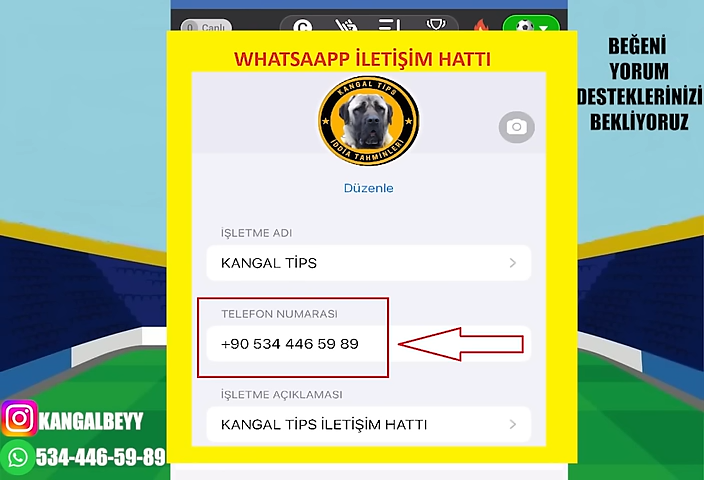 0 Canlı
WHATSAAPP İLETİŞİM HATTI
BEĞENİ
YORUM
DESTEKLERİNİZİ
BEKLİYORUZ
KANGAL TIPS
İDDİA TAHMİNLERİ
Düzenle
İŞLETME ADI
KANGAL TİPS
TELEFON NUMARASI
+90 534 446 59 89
İŞLETME AÇIKLAMASI
KANGAL TİPS İLETİŞİM HATTI
KANGALBEYY
534-446-59-89